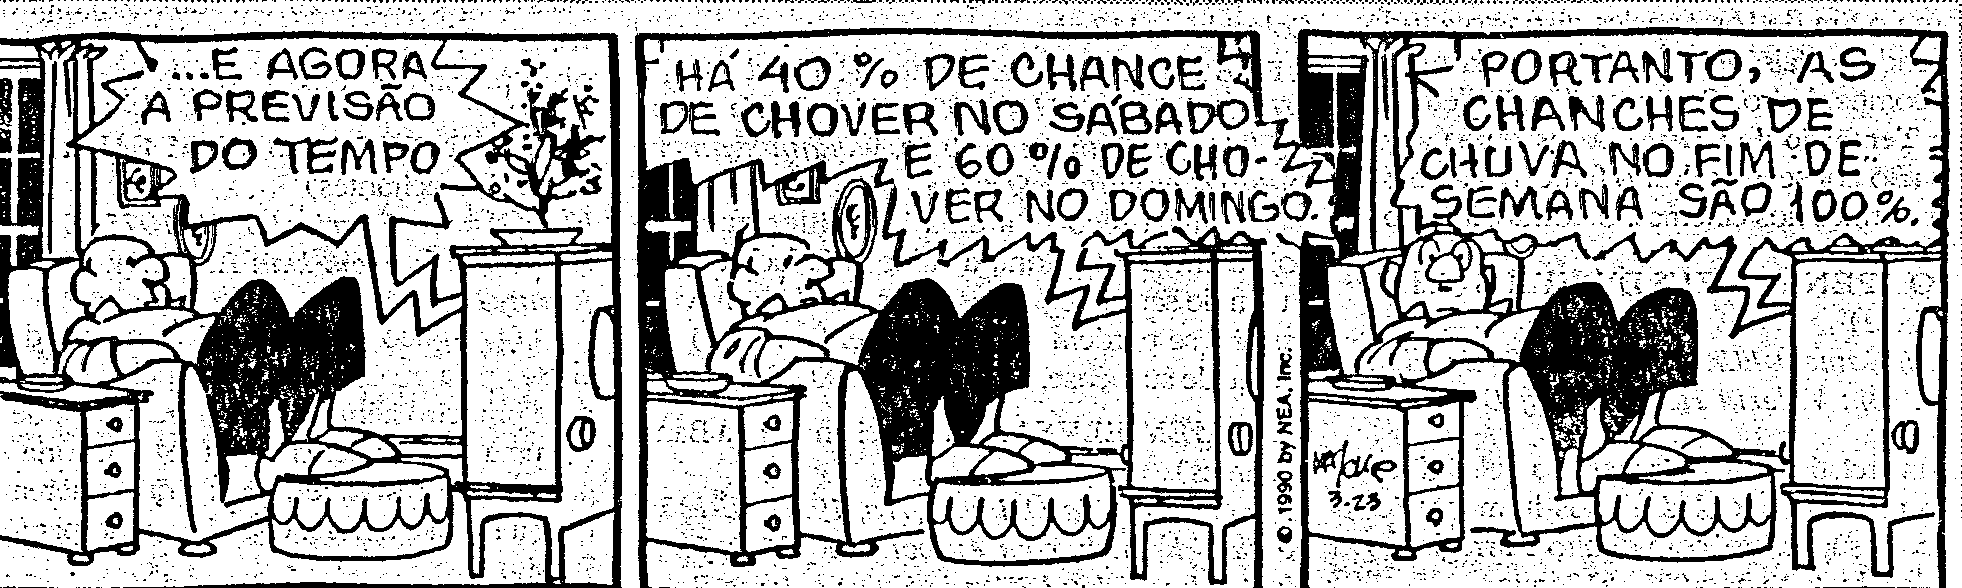 ...E AGORA
A PREVISÃO
DO TEMPO
HÁ 40 % DE CHANCE
DE CHOVER NO SÁBADO
E 60 % DE CHO-
VER NO DOMINGO.
© 1990 by NEA, Inc.
PORTANTO, AS
CHANCHES DE
CHUVA NO FIM DE
SEMANA SÃO 100%.
3-23